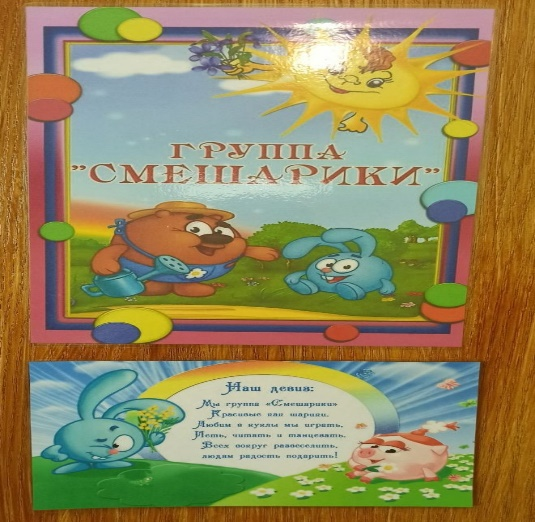 ГРУППА
"СМЕШАРИКИ"
Наш девиз:
Мы группа «Смешарики»
Красивые как шарики.
Любим в куклы мы играть,
Петь, читать и танцевать,
Всех вокруг развеселить,
людям радость подарить!